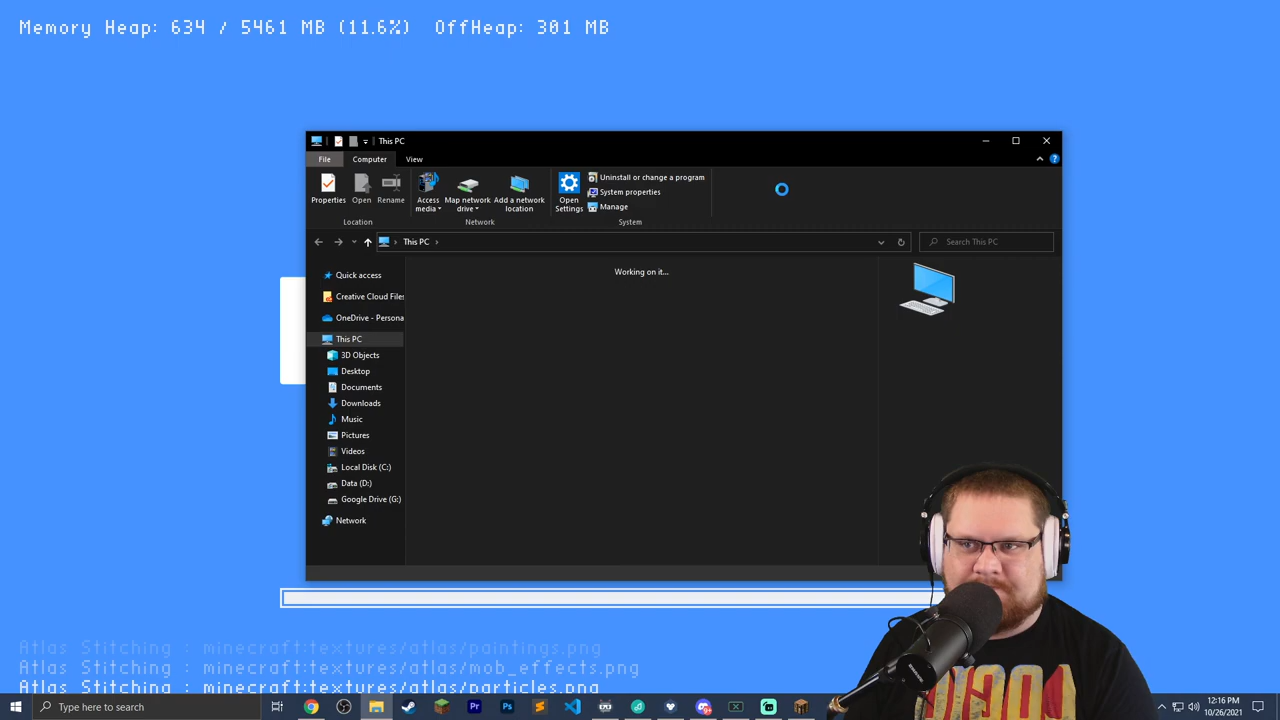 Memory Heap: 634 / 5461 MB (11.6%)  OffHeap: 301 MB
This PC
File
Computer
View
Properties
Open
Rename
Access media
Map network drive
Add a network location
Open Settings
Uninstall or change a program
System properties
Manage
Location
Network
System
This PC
Search This PC
Working on it...
Quick access
Creative Cloud Files
OneDrive - Persona
This PC
3D Objects
Desktop
Documents
Downloads
Music
Pictures
Videos
Local Disk (C:)
Data (D:)
Google Drive (G:)
Network
Atlas Stitching : minecraft:textures/atlas/paintings.png
Atlas Stitching : minecraft:textures/atlas/mob_effects.png
Atlas Stitching : minecraft:textures/atlas/particles.png
Type here to search
Pr
Ps
12:16 PM
10/26/2021